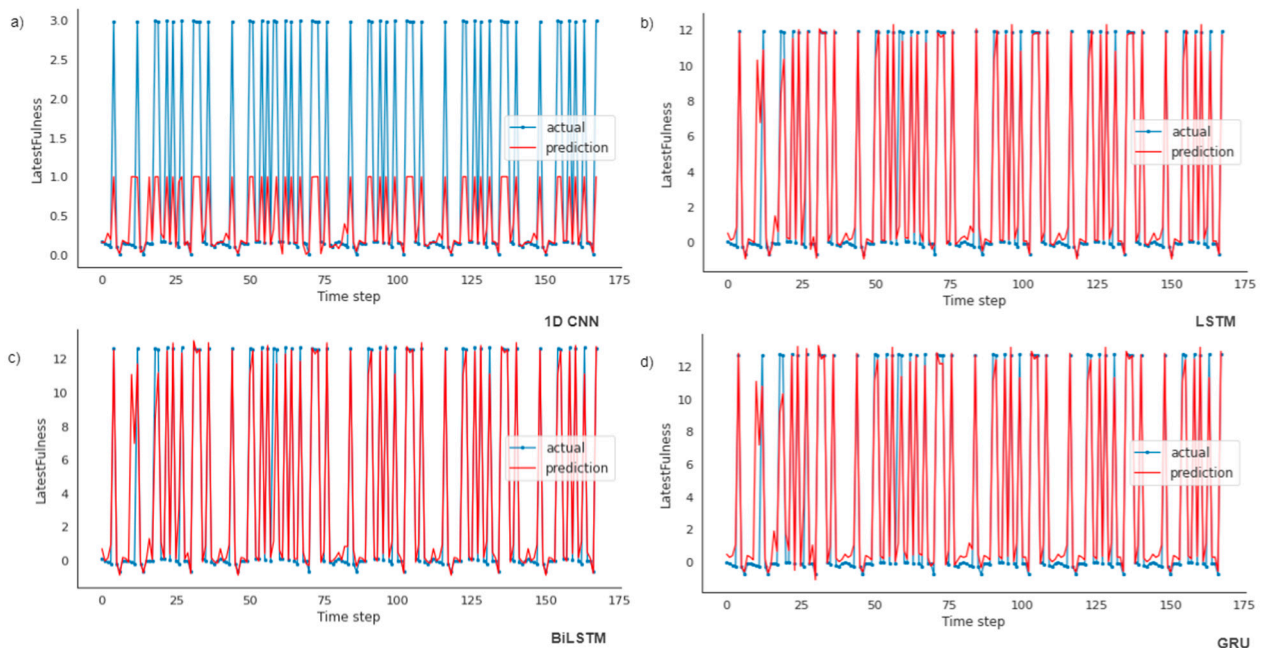 a)
3.0
2.5
2.0
1.5
1.0
0.5
0.0
LatestFulness
actual
prediction
0 25 50 75 100 125 150 175
Time step
1D CNN
b)
12
10
8
6
4
2
0
LatestFulness
actual
prediction
0 25 50 75 100 125 150 175
Time step
LSTM
c)
12
10
8
6
4
2
0
LatestFulness
actual
prediction
0 25 50 75 100 125 150 175
Time step
BiLSTM
d)
12
10
8
6
4
2
0
LatestFulness
actual
prediction
0 25 50 75 100 125 150 175
Time step
GRU